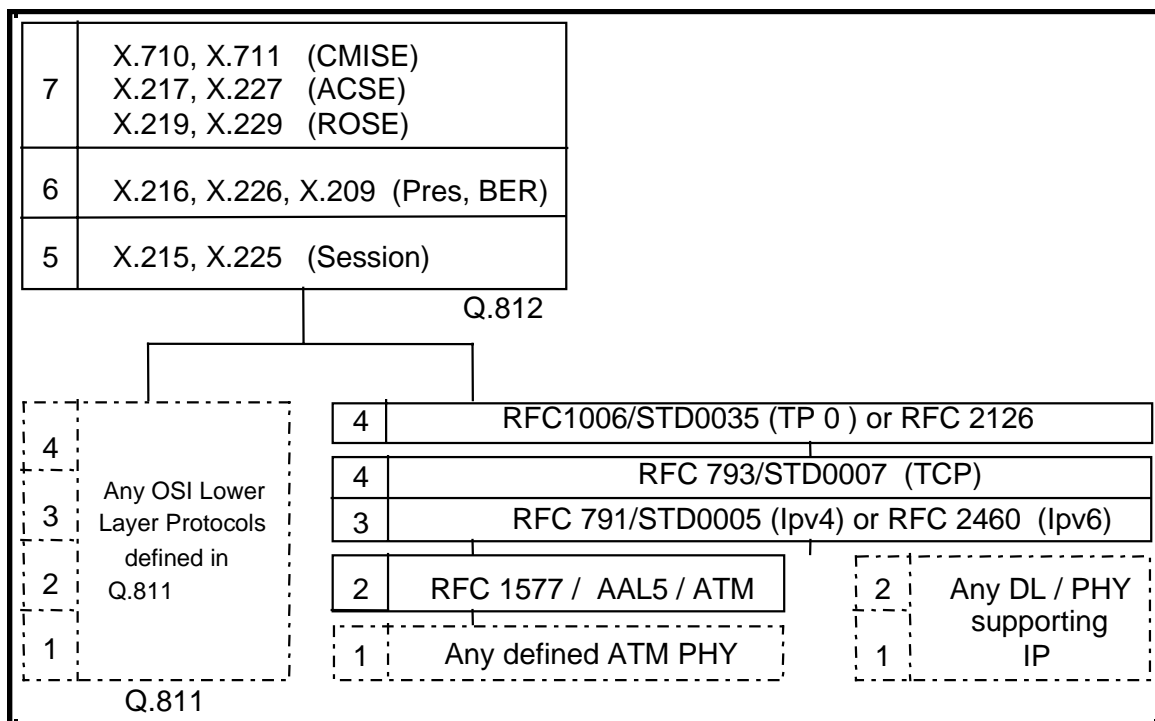 7
X.710, X.711 (CMISE)
X.217, X.227 (ACSE)
X.219, X.229 (ROSE)
6
X.216, X.226, X.209 (Pres, BER)
5
X.215, X.225 (Session)
Q.812
4
3
2
1
Any OSI Lower
Layer Protocols
defined in
Q.811
Q.811
4
RFC1006/STD0035 (TP 0 ) or RFC 2126
4
RFC 793/STD0007 (TCP)
3
RFC 791/STD0005 (Ipv4) or RFC 2460 (Ipv6)
2
RFC 1577 / AAL5 / ATM
1
Any defined ATM PHY
2
1
Any DL / PHY
supporting
IP